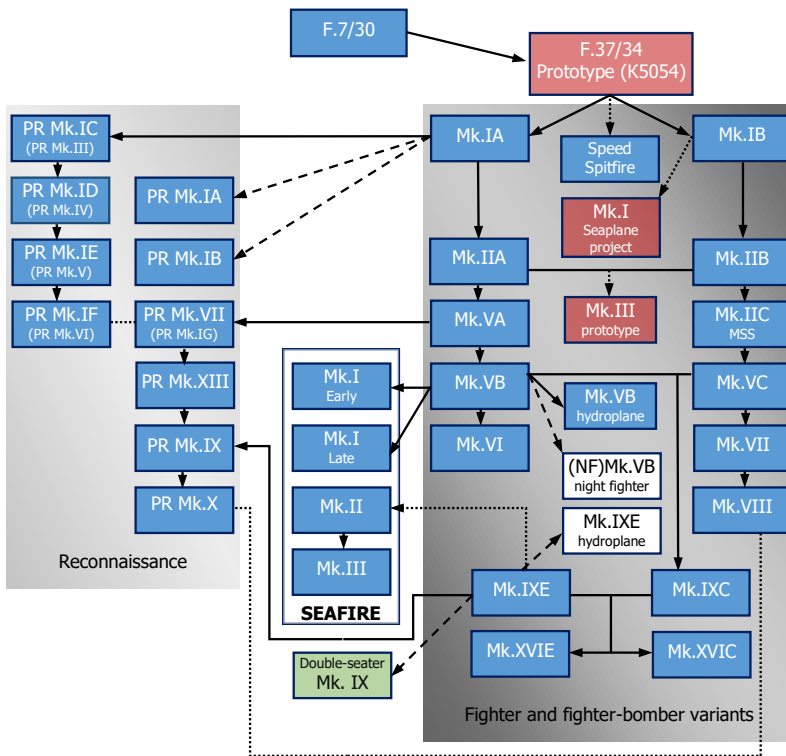 F.7/30
F.37/34
Prototype (K5054)
PR Mk.IC
(PR Mk.III)
Mk.IA
Speed
Spitfire
Mk.IB
PR Mk.ID
(PR Mk.IV)
PR Mk.IA
Mk.I
Seaplane
project
PR Mk.IE
(PR Mk.V)
PR Mk.IB
Mk.IIA
Mk.IIB
PR Mk.IF
(PR Mk.VI)
PR Mk.VII
(PR Mk.IG)
Mk.VA
Mk.III
prototype
Mk.IIC
MSS
PR Mk.XIII
Mk.I
Early
Mk.VB
Mk.VB
hydroplane
Mk.VC
PR Mk.IX
Mk.I
Late
Mk.VI
(NF)Mk.VB
night fighter
Mk.VII
PR Mk.X
Mk.II
Mk.IXE
hydroplane
Mk.VIII
Reconnaissance
Mk.III
SEAFIRE
Mk.IXE
Mk.IXC
Double-seater
Mk. IX
Mk.XVIE
Mk.XVIC
Fighter and fighter-bomber variants